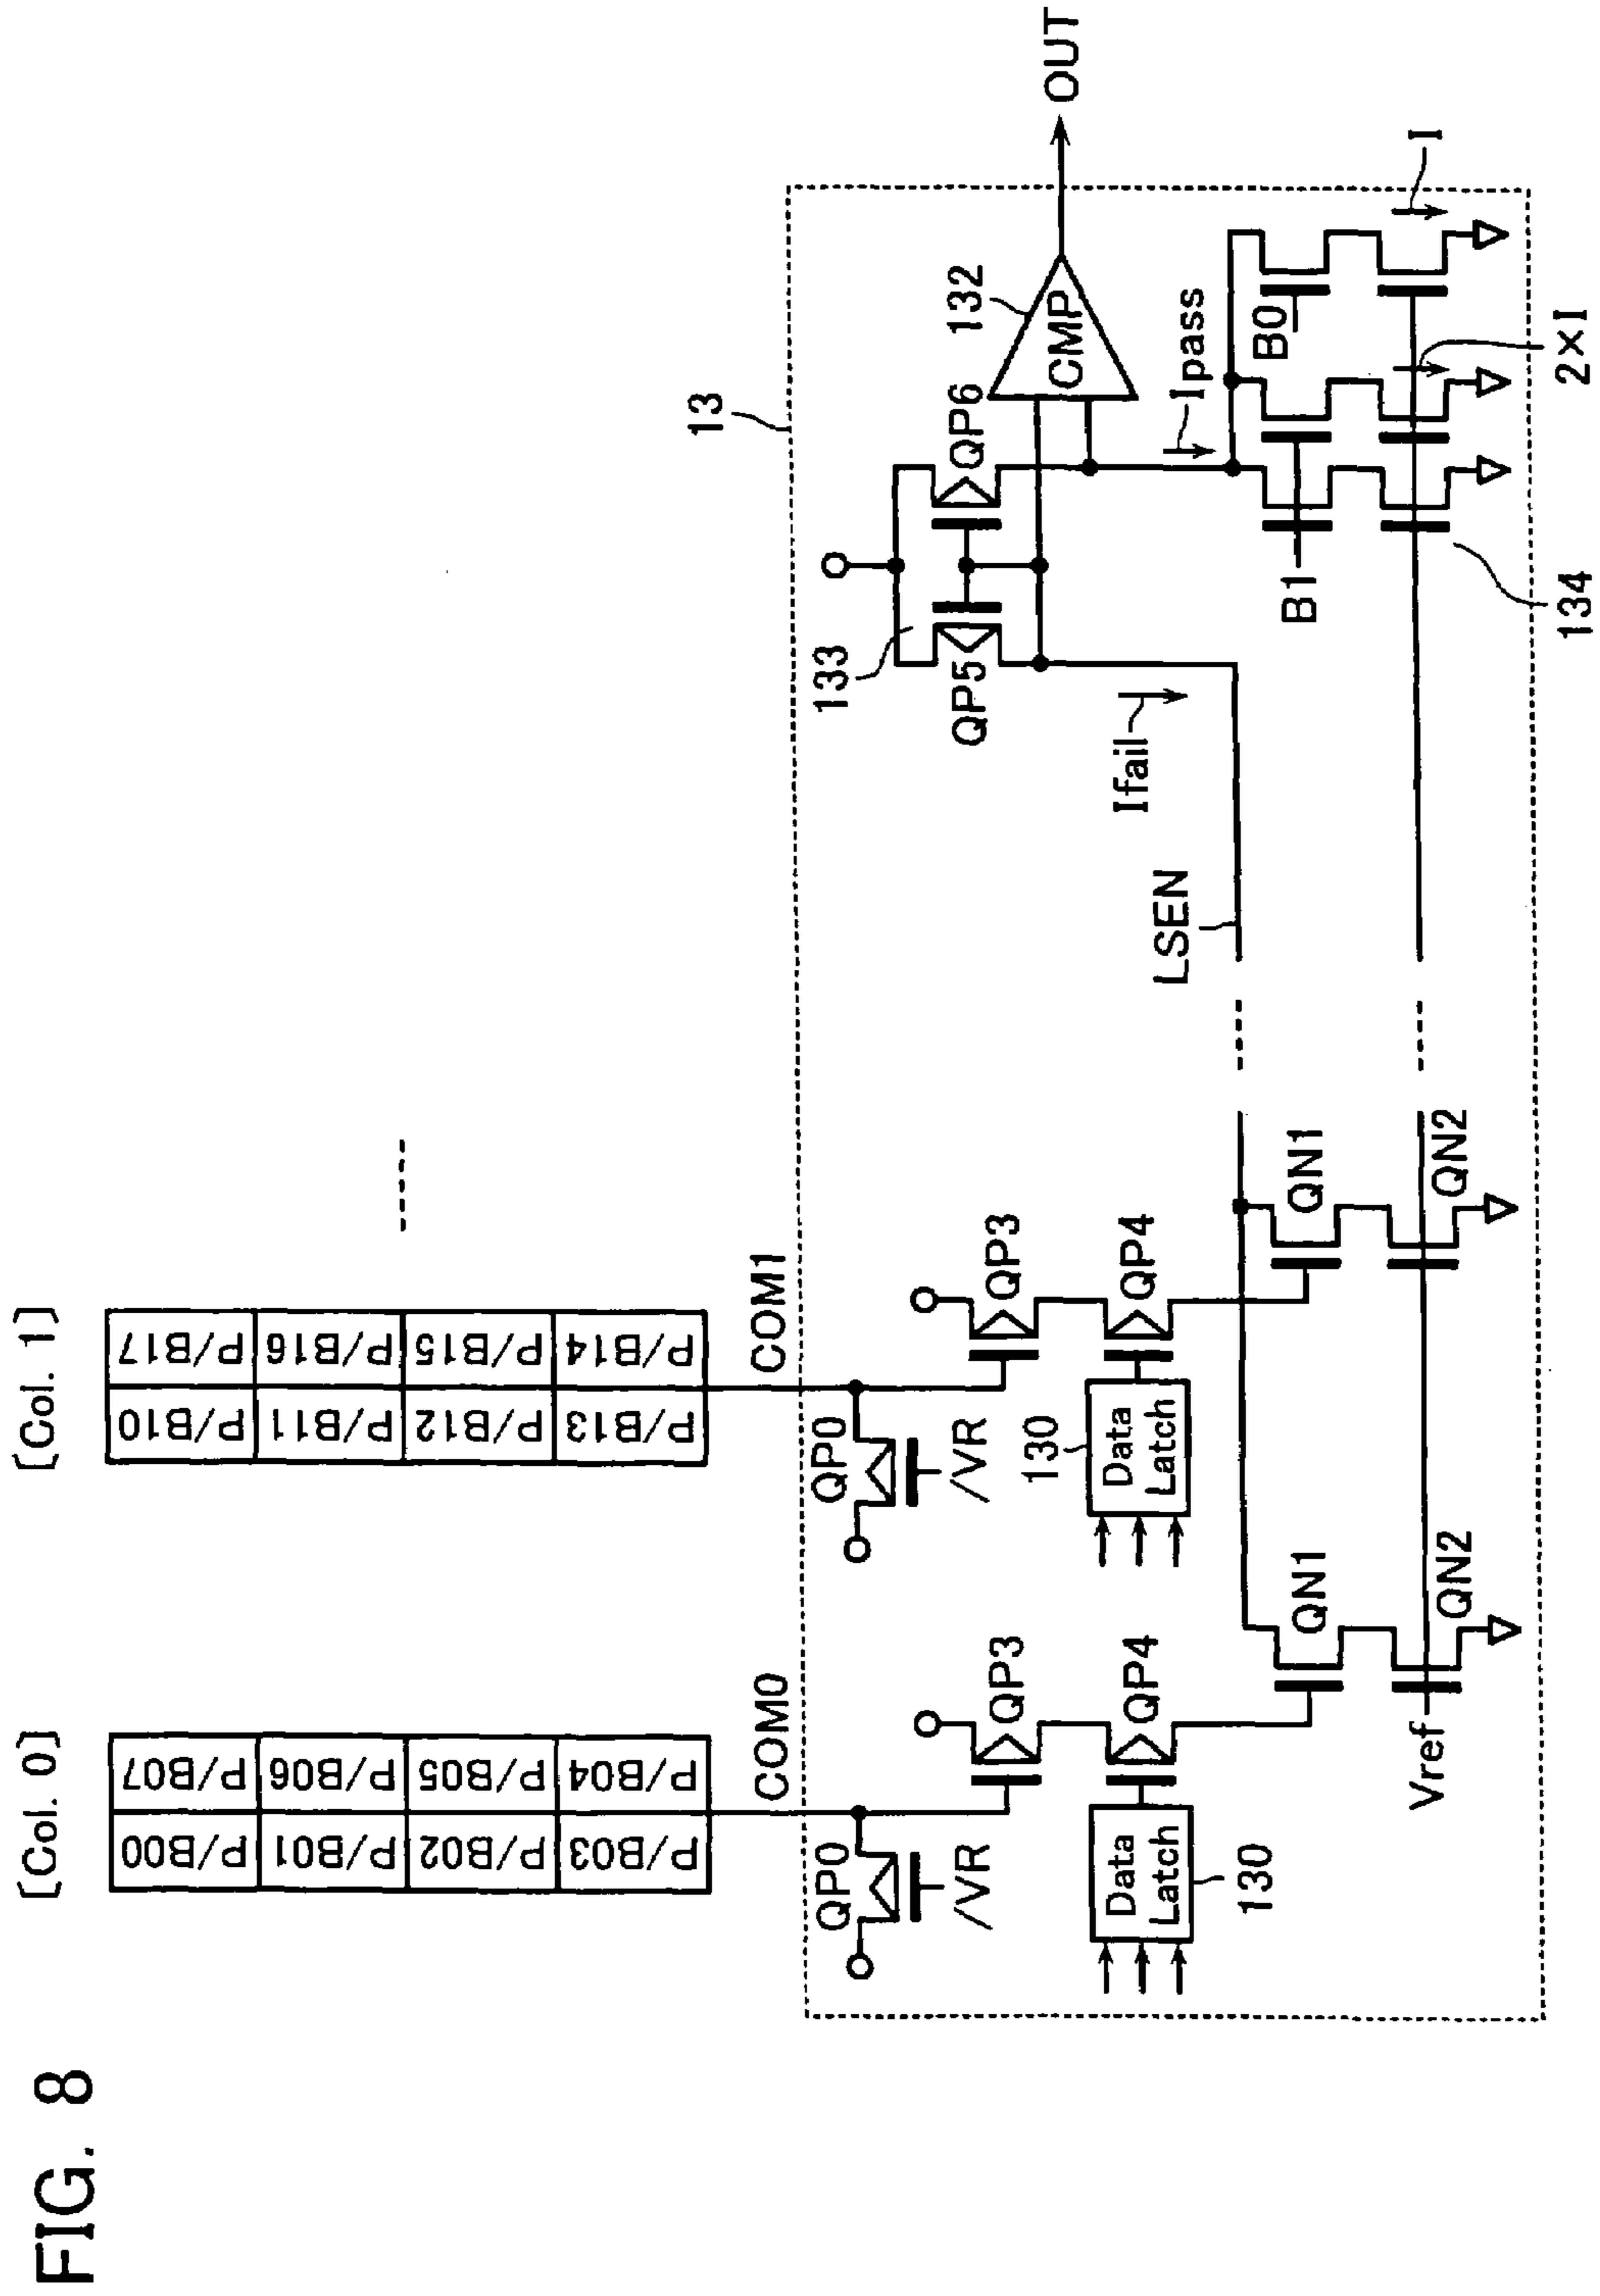 FIG. 8
[Col. 0]
P/B00
P/B07
P/B01
P/B06
P/B02
P/B05
P/B03
P/B04
[Col. 1]
P/B10
P/B17
P/B11
P/B16
P/B12
P/B15
P/B13
P/B14
COM0
COM1
13
QP0
/VR
QP0
/VR
QP3
QP4
QP3
QP4
Data
Latch
130
Data
Latch
130
133
QP5
QP6
132
CMP
OUT
Ifail
Ipass
LSEN
QN1
QN1
B1
B0
I
Vref
QN2
QN2
134
2×I